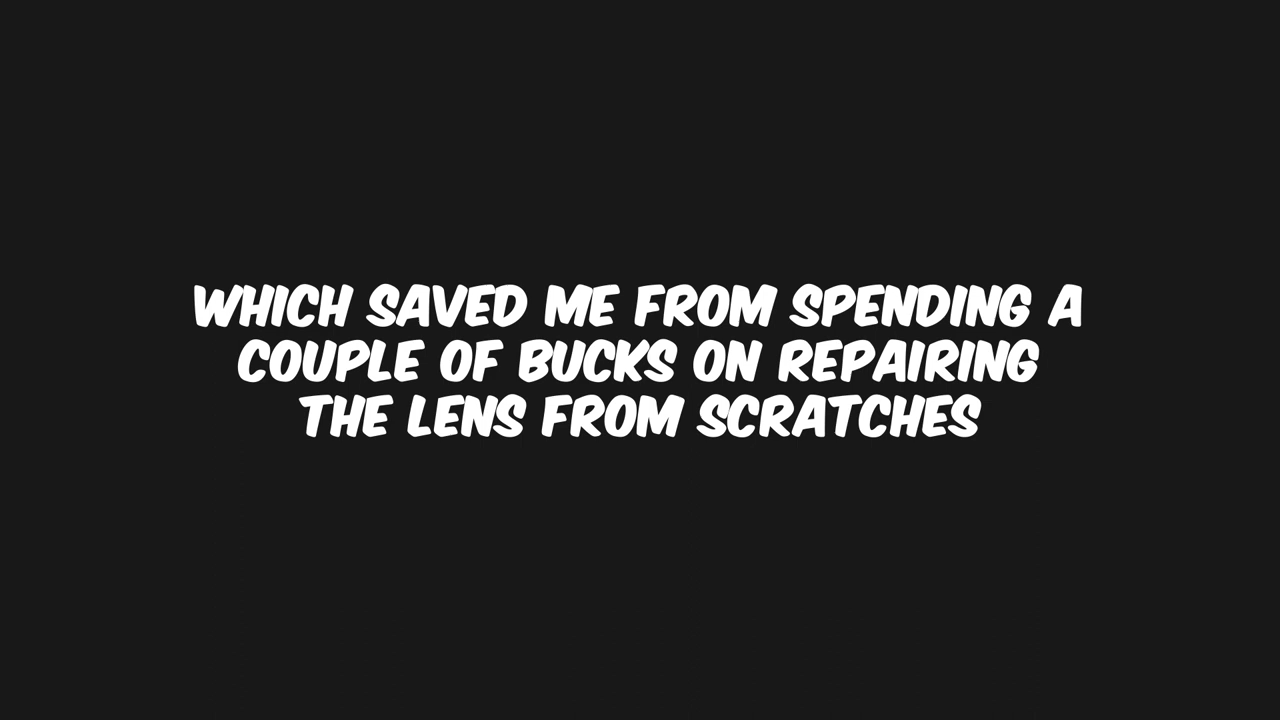 WHICH SAVED ME FROM SPENDING A
COUPLE OF BUCKS ON REPAIRING
THE LENS FROM SCRATCHES